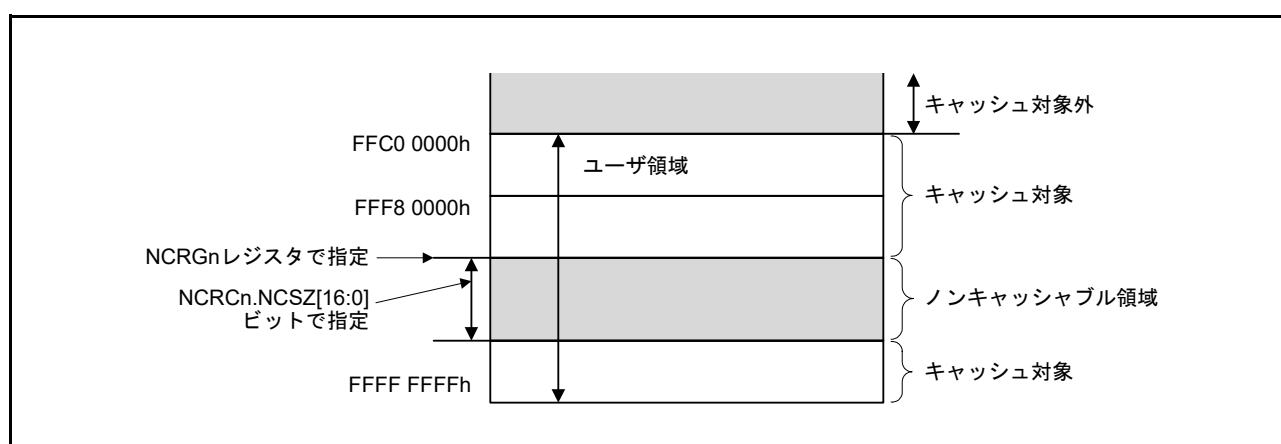 キャッシュ対象外
FFC0 0000h
ユーザ領域
キャッシュ対象
FFF8 0000h
NCRGnレジスタで指定
NCRCn.NCSZ[16:0]
ビットで指定
ノンキャッシャブル領域
キャッシュ対象
FFFF FFFFh